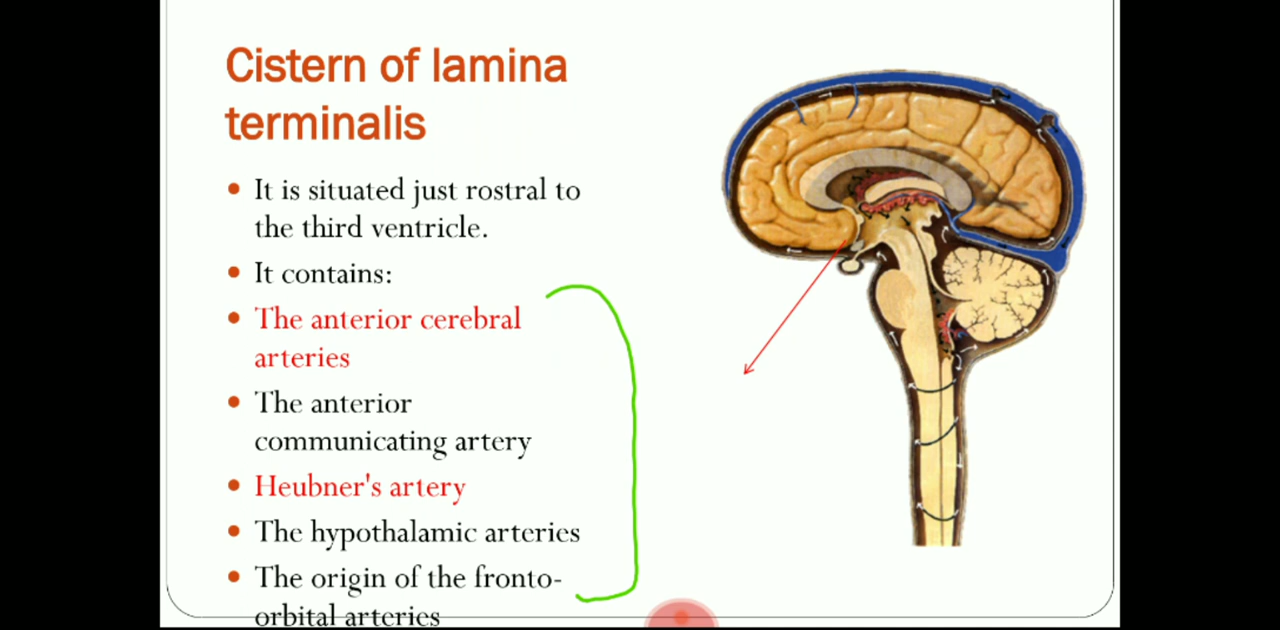 Cistern of lamina
terminalis
• It is situated just rostral to
the third ventricle.
• It contains:
• The anterior cerebral
arteries
• The anterior
communicating artery
• Heubner's artery
• The hypothalamic arteries
• The origin of the fronto-
orbital arteries